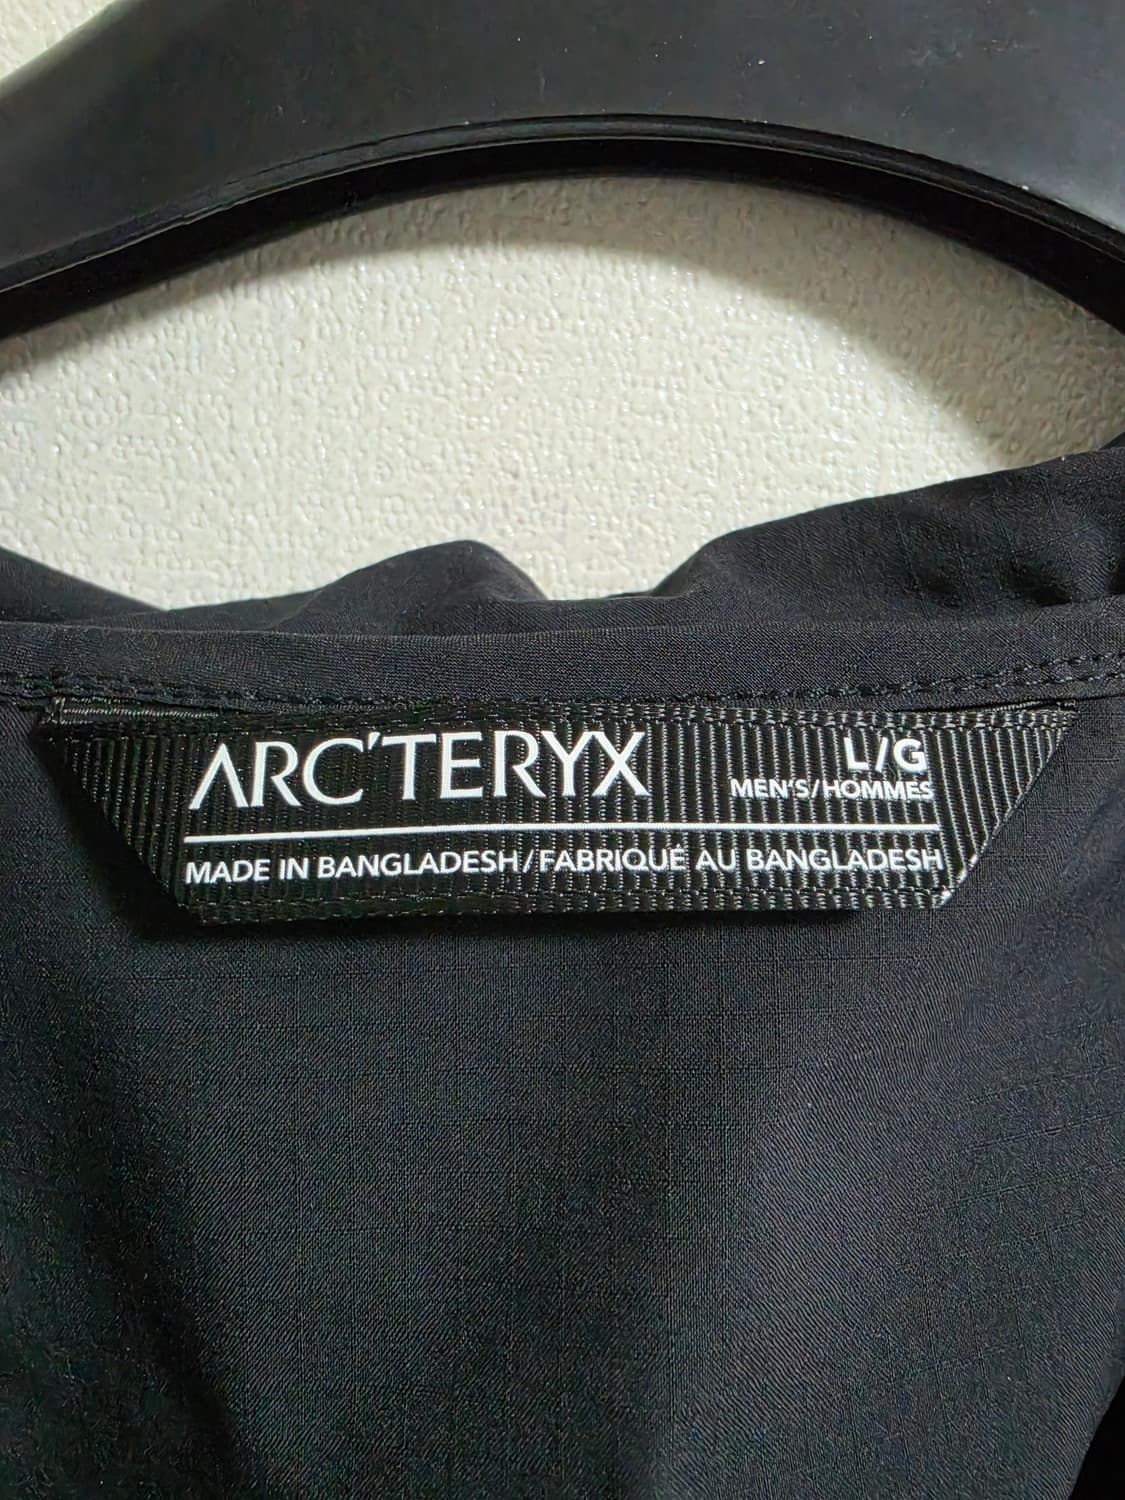 ARC'TERYX L/G
MEN'S/HOMMES
MADE IN BANGLADESH/FABRIQUÉ AU BANGLADESH